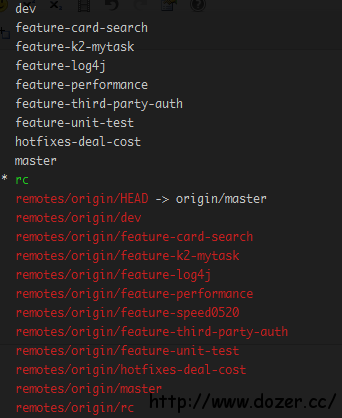 dev
feature-card-search
feature-k2-mytask
feature-log4j
feature-performance
feature-third-party-auth
feature-unit-test
hotfixes-deal-cost
master
* rc
remotes/origin/HEAD -> origin/master
remotes/origin/dev
remotes/origin/feature-card-search
remotes/origin/feature-k2-mytask
remotes/origin/feature-log4j
remotes/origin/feature-performance
remotes/origin/feature-speed0520
remotes/origin/feature-third-party-auth
remotes/origin/feature-unit-test
remotes/origin/hotfixes-deal-cost
remotes/origin/master
remotes/origin/rc
http://www.dozer.cc/